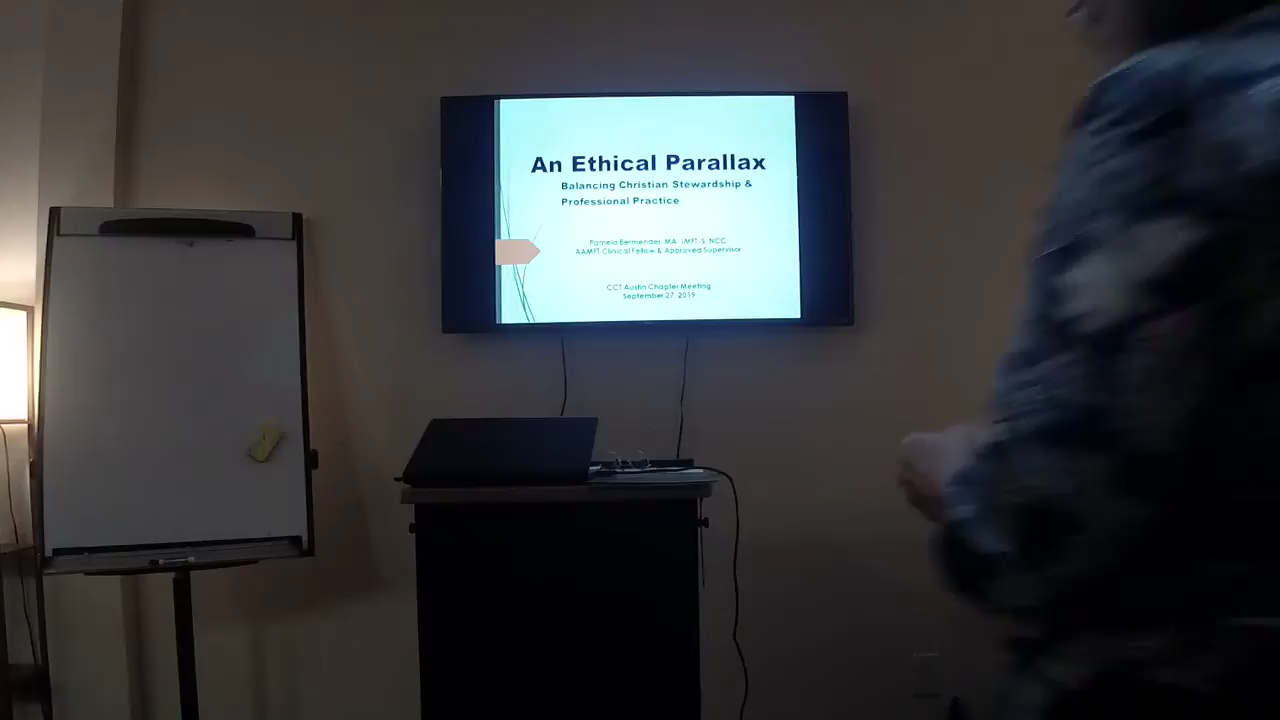 An Ethical Parallax
Balancing Christian Stewardship &
Professional Practice
Pamela Bermender, MA, LMFT-S, NCC
AAMFT Clinical Fellow & Approved Supervisor
CCT Austin Chapter Meeting
September 27, 2019